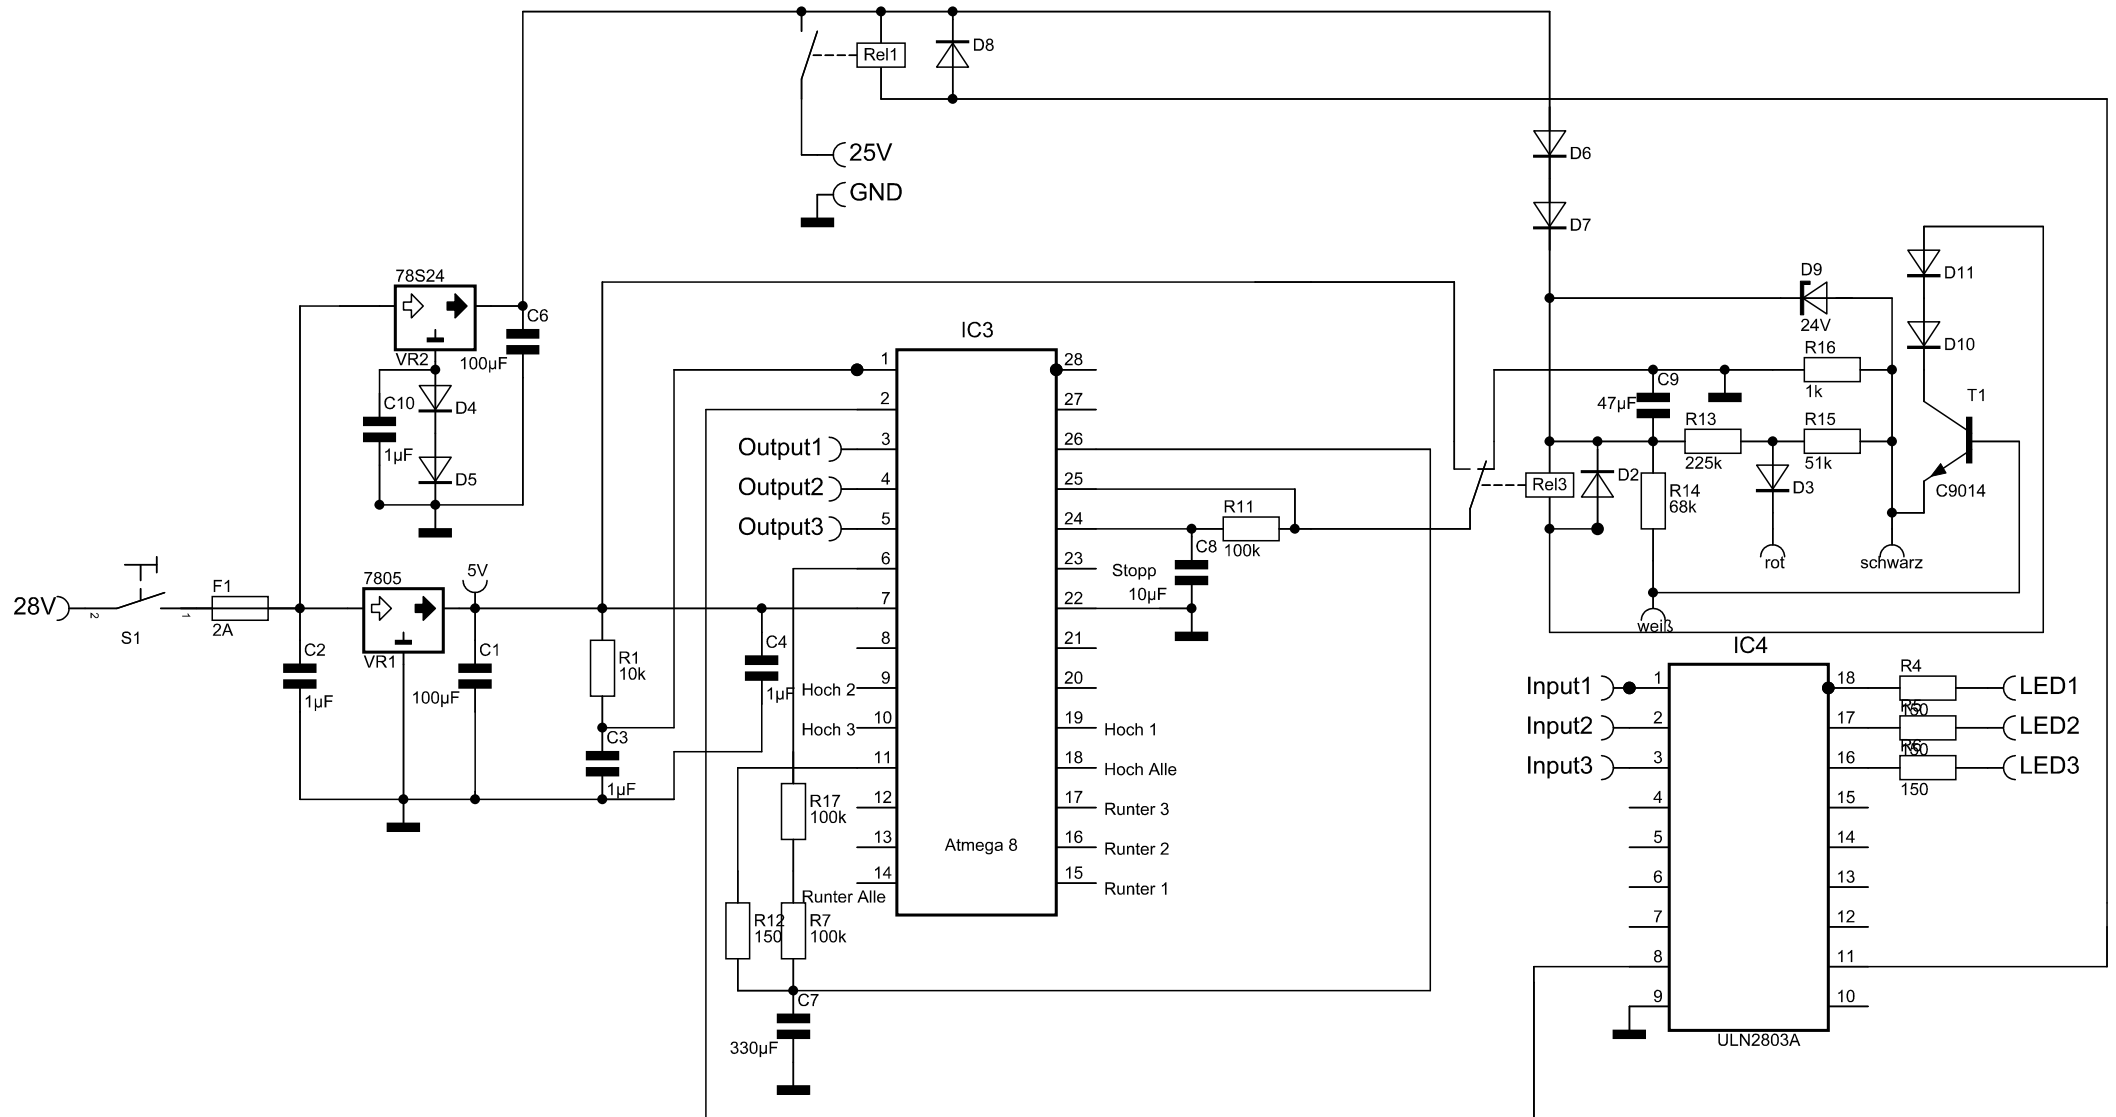 Rel1
D8
25V
GND
D6
D7
78S24
VR2
C6
100µF
C10
1µF
D4
D5
28V
2
S1
1
F1
2A
7805
VR1
5V
C2
1µF
C1
100µF
R1
10k
C3
1µF
C4
1µF
IC3
1
2
3
4
5
6
7
8
9
10
11
12
13
14
28
27
26
25
24
23
22
21
20
19
18
17
16
15
Output1
Output2
Output3
Hoch 2
Hoch 3
Runter Alle
Atmega 8
Stopp
Hoch 1
Hoch Alle
Runter 3
Runter 2
Runter 1
R11
100k
C8
10µF
R17
100k
R12
150
R7
100k
C7
330µF
D9
24V
D11
D10
R16
1k
C9
47µF
R13
225k
R15
51k
T1
C9014
Rel3
D2
R14
68k
D3
rot
schwarz
weiß
IC4
Input1
Input2
Input3
1
2
3
4
5
6
7
8
9
18
17
16
15
14
13
12
11
10
R4
150
R5
150
R6
150
LED1
LED2
LED3
ULN2803A